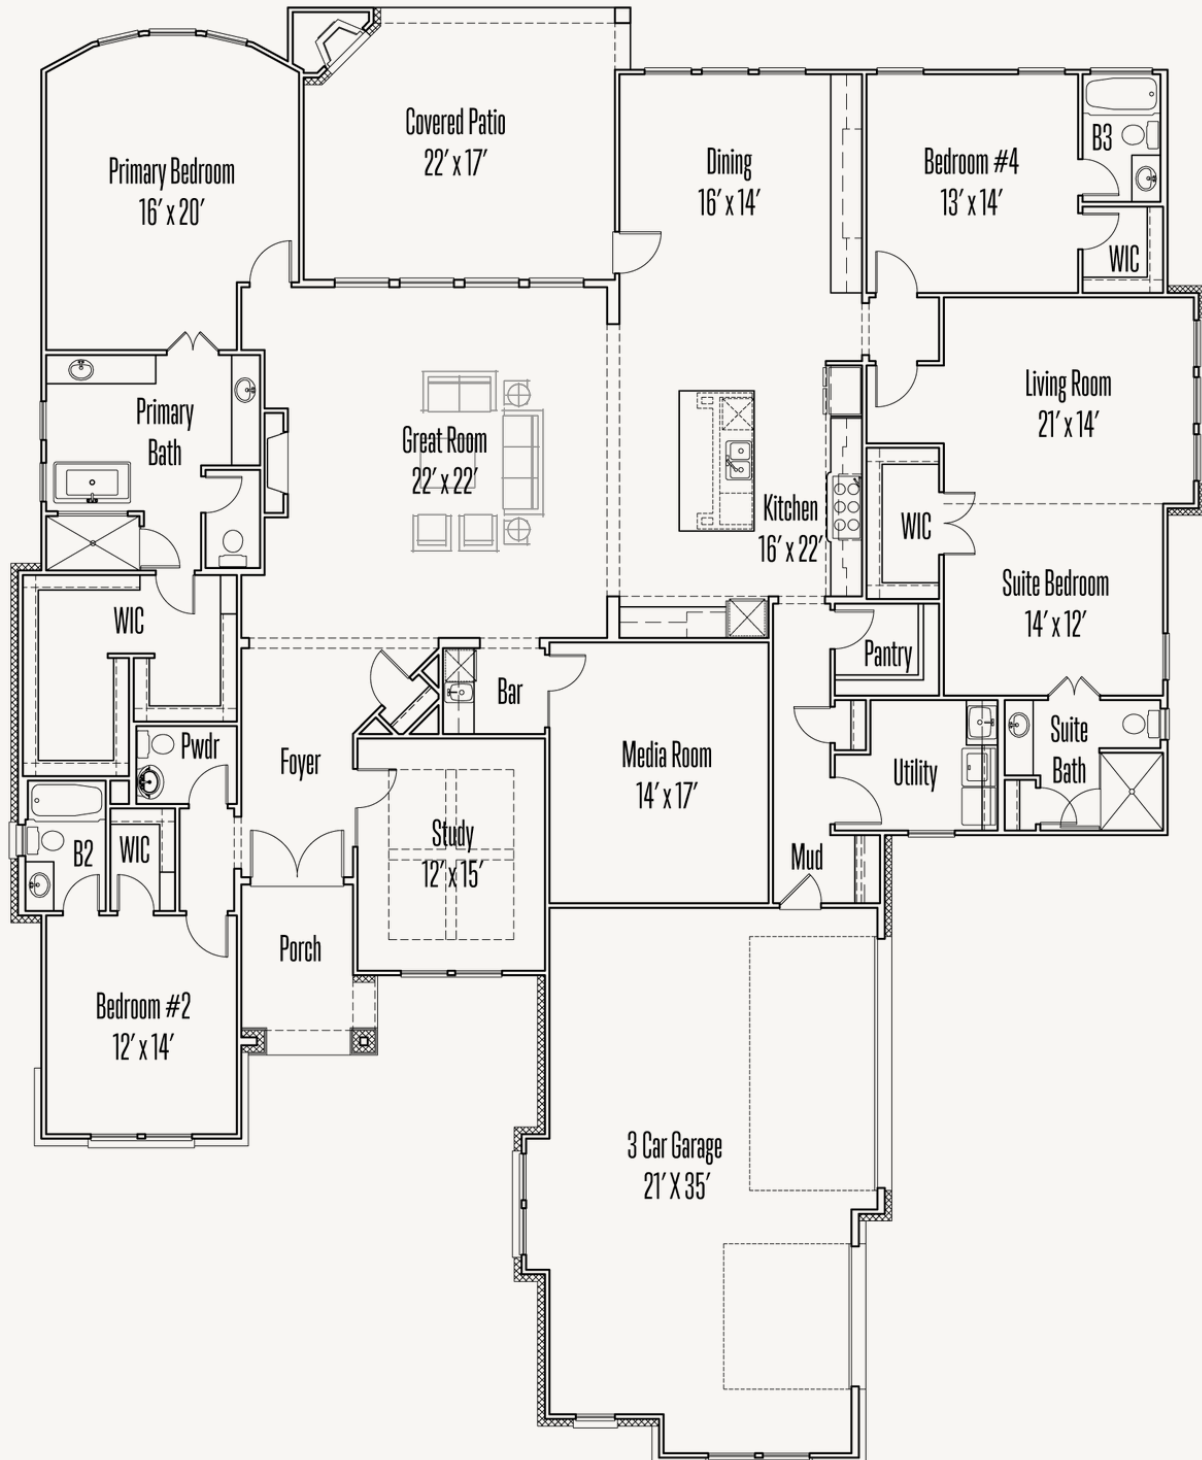 Covered Patio
22' x 17'
Primary Bedroom
16' x 20'
Dining
16' x 14'
Bedroom #4
13' x 14'
B3
WIC
Living Room
21' x 14'
Primary
Bath
Great Room
22' x 22'
Kitchen
16' x 22'
WIC
Suite Bedroom
14' x 12'
WIC
Pantry
Bar
Pwdr
Foyer
Media Room
14' x 17'
Utility
Suite
Bath
Study
12' x 15'
B2
WIC
Mud
Porch
Bedroom #2
12' x 14'
3 Car Garage
21' X 35'